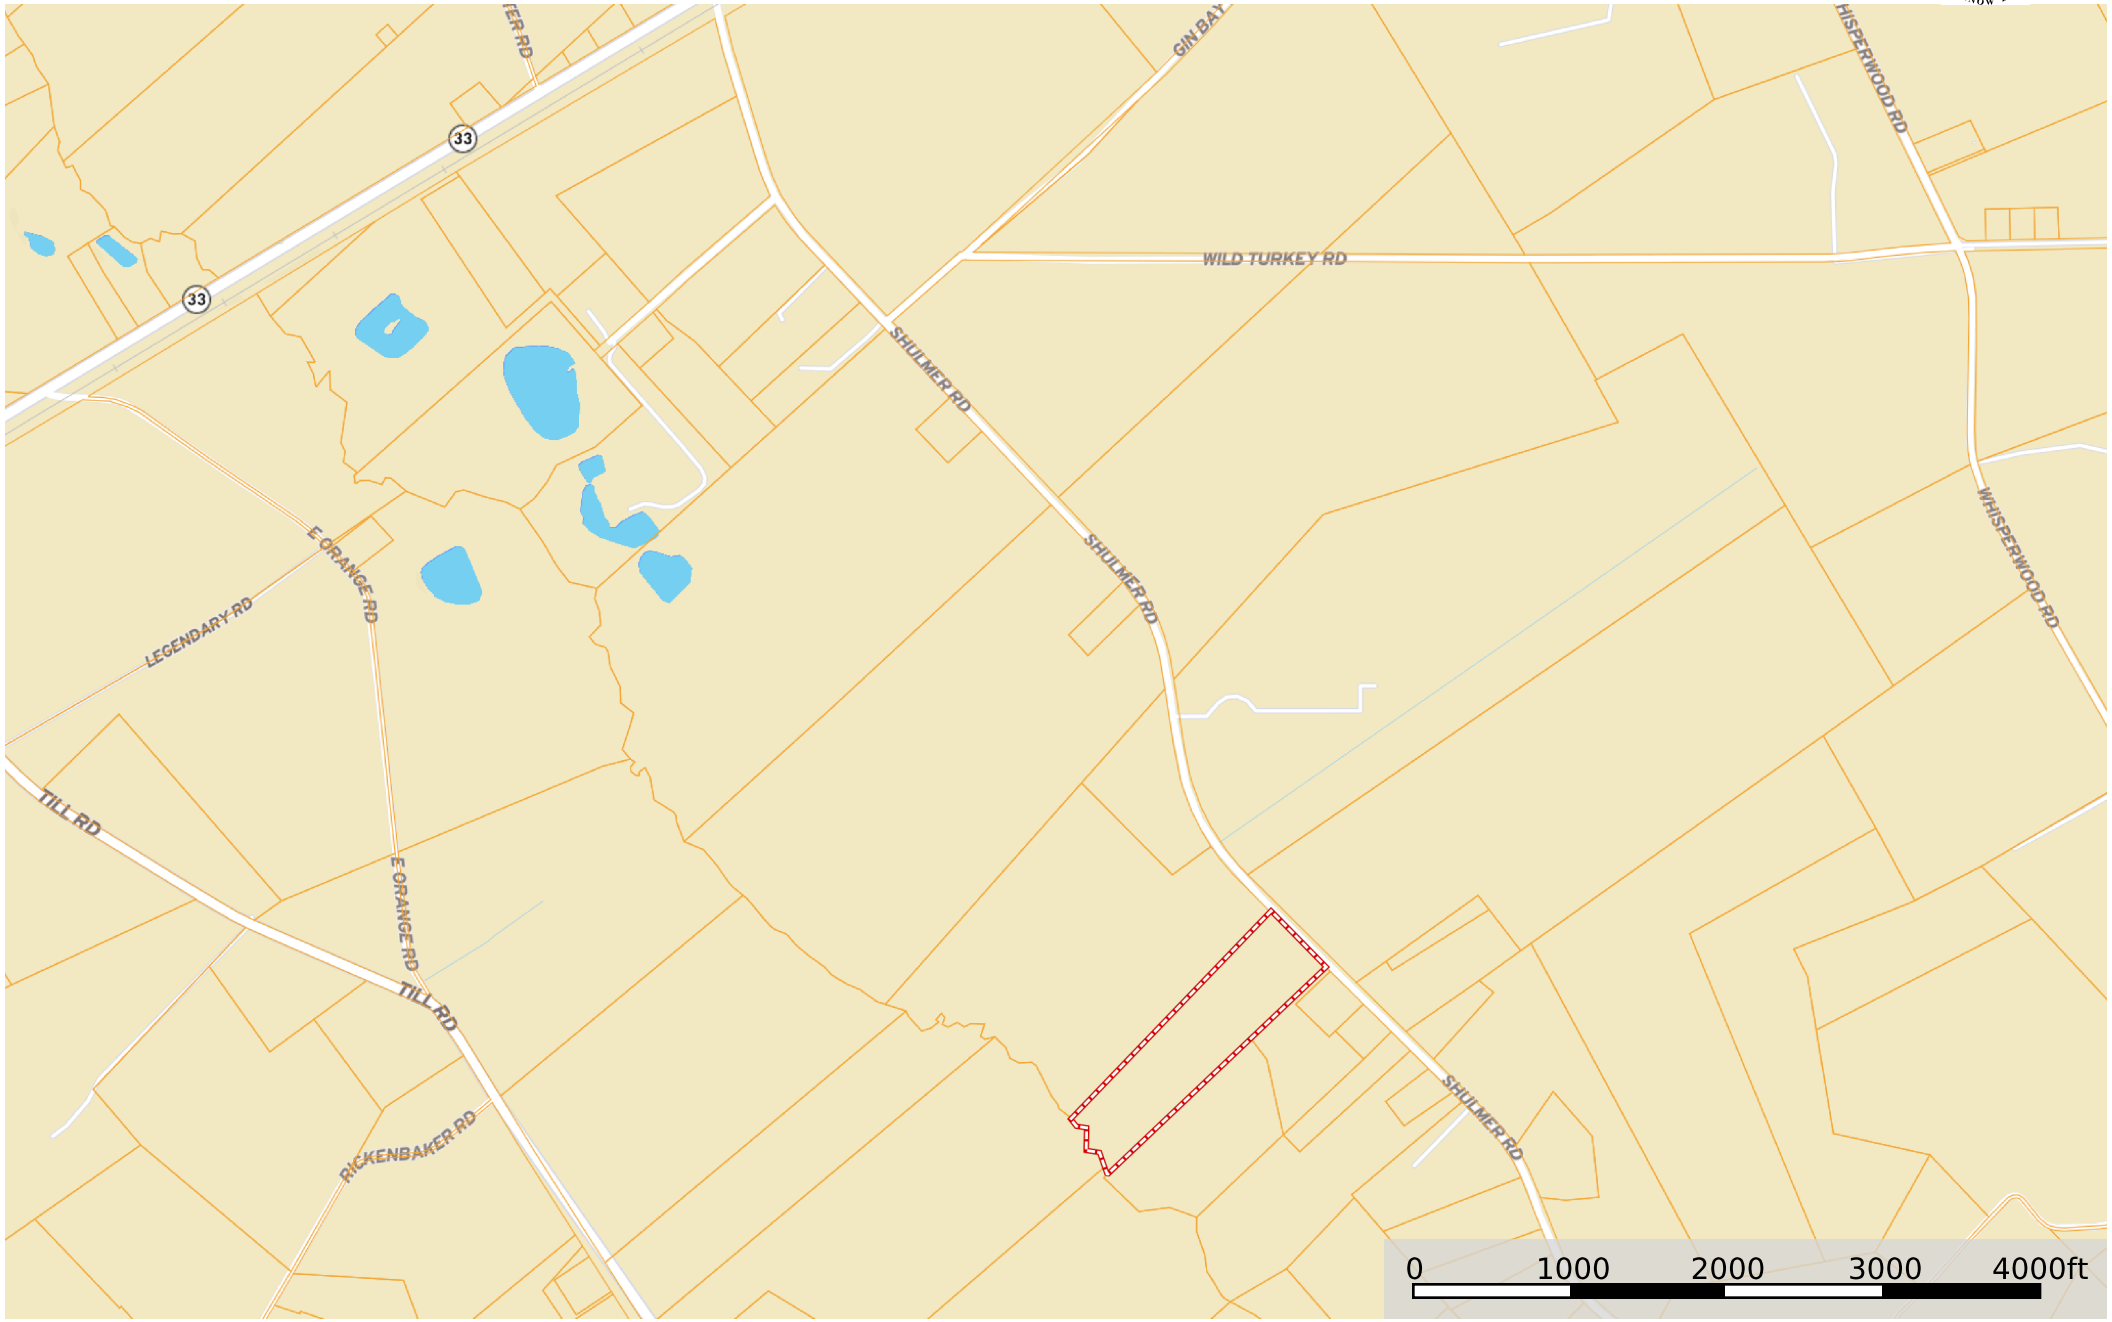 GIN BAY
33
WILD TURKEY RD
33
SHULMER RD
WHISPERWOOD RD
E ORANGE RD
SHULMER RD
LEGENDARY RD
TILL RD
E ORANGE RD
TILL RD
RICKENBAKER RD
SHULMER RD
0 1000 2000 3000 4000ft